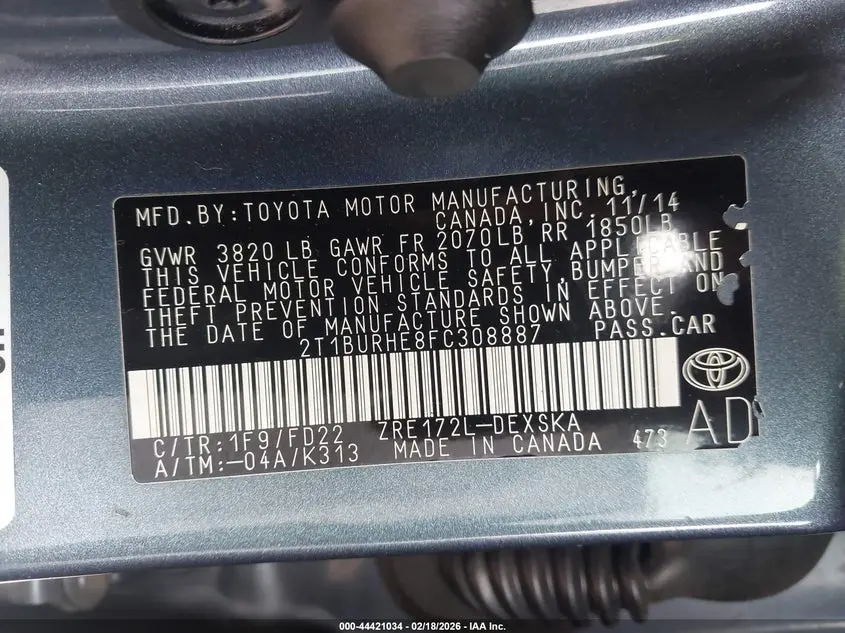 MFD.BY:TOYOTA MOTOR MANUFACTURING,
CANADA,INC. 11/14
GVWR 3820 LB GAWR FR 2070LB RR 1850LB
THIS VEHICLE CONFORMS TO ALL APPLICABLE
FEDERAL MOTOR VEHICLE SAFETY,BUMPER,AND
THEFT PREVENTION STANDARDS IN EFFECT ON
THE DATE OF MANUFACTURE SHOWN ABOVE.
2T1BURHE8FC308887 PASS.CAR
C/TR:1F9/FD22 ZRE172L-DEXSKA
A/TM:-04A/K313 MADE IN CANADA 473 AD
000-44421034 - 02/18/2026 - IAA Inc.